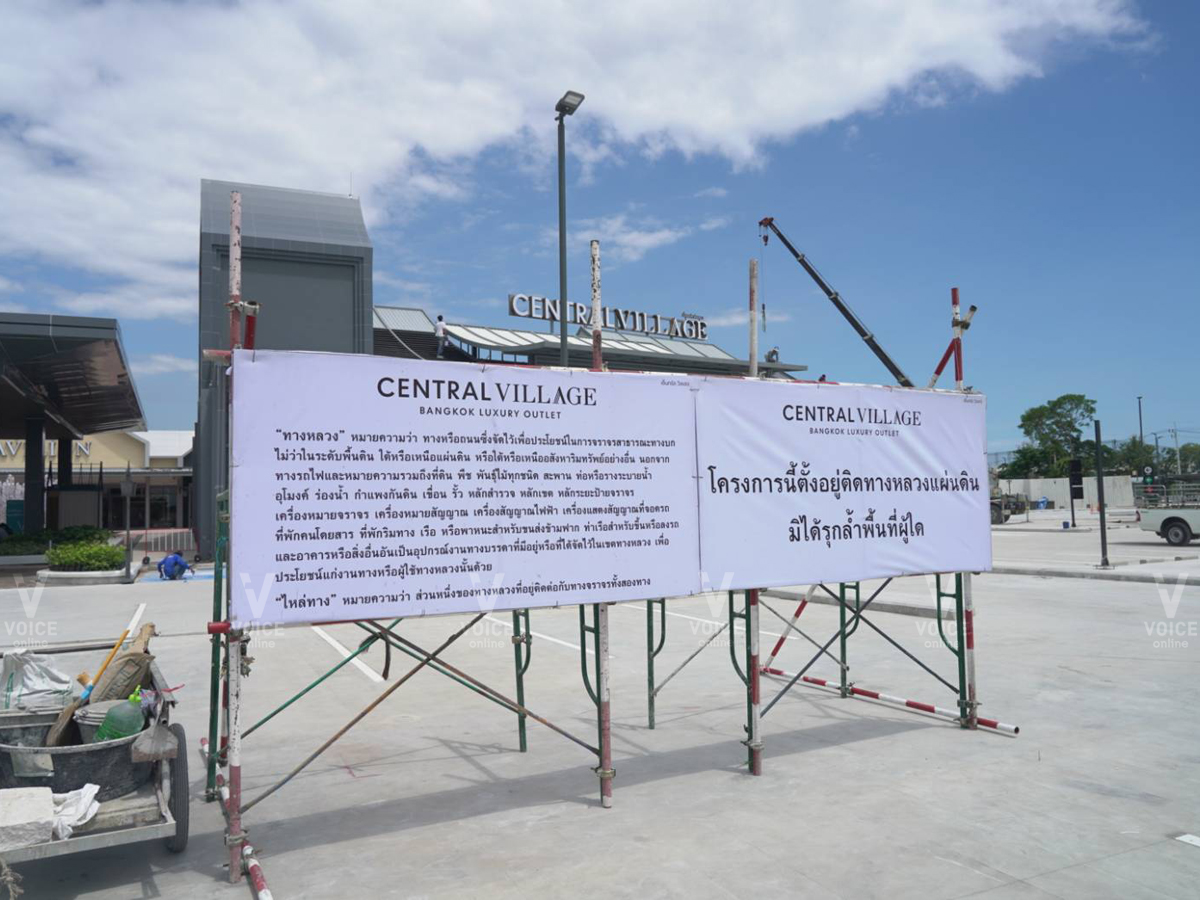 CENTRALVILLAGE
CENTRALVILLAGE
BANGKOK LUXURY OUTLET
“ทางหลวง” หมายความว่า ทางหรือถนนซึ่งจัดไว้เพื่อประโยชน์ในการจราจรสาธารณะทางบก
ไม่ว่าในระดับพื้นดิน ใต้หรือเหนือแผ่นดิน หรือใต้หรือเหนืออสังหาริมทรัพย์อย่างอื่น นอกจาก
ทางรถไฟและหมายความรวมถึงที่ดิน พืช พันธุ์ไม้ทุกชนิด สะพาน ท่อหรือรางระบายน้ำ
อุโมงค์ ร่องน้ำ กำแพงกันดิน เขื่อน รั้ว หลักสำรวจ หลักเขต หลักระยะป้ายจราจร
เครื่องหมายจราจร เครื่องหมายสัญญาณ เครื่องสัญญาณไฟฟ้า เครื่องแสดงสัญญาณที่จอดรถ
ที่พักคนโดยสาร ที่พักริมทาง เรือ หรือพาหนะสำหรับขนส่งข้ามฟาก ท่าเรือสำหรับขึ้นหรือลงรถ
และอาคารหรือสิ่งอื่นอันเป็นอุปกรณ์งานทางบรรดาที่มีอยู่หรือที่ได้จัดไว้ในเขตทางหลวง เพื่อ
ประโยชน์แก่งานทางหรือผู้ใช้ทางหลวงนั้นด้วย
“ไหล่ทาง” หมายความว่า ส่วนหนึ่งของทางหลวงที่อยู่ติดต่อกับทางจราจรทั้งสองทาง
CENTRALVILLAGE
BANGKOK LUXURY OUTLET
โครงการนี้ตั้งอยู่ติดทางหลวงแผ่นดิน
มิได้รุกล้ำพื้นที่ผู้ใด
VOICE
online
VOICE
online
VOICE
online
VOICE
online
VOICE
online
VOICE
online